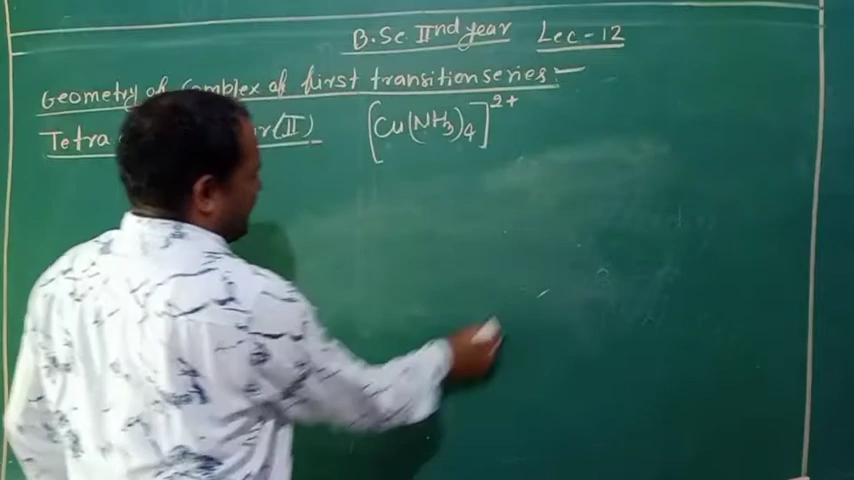 B.Sc. IInd year Lec-12
Geometry of Complex of first transition series:-
Tetra (II) [Cu(NH3)4]2+